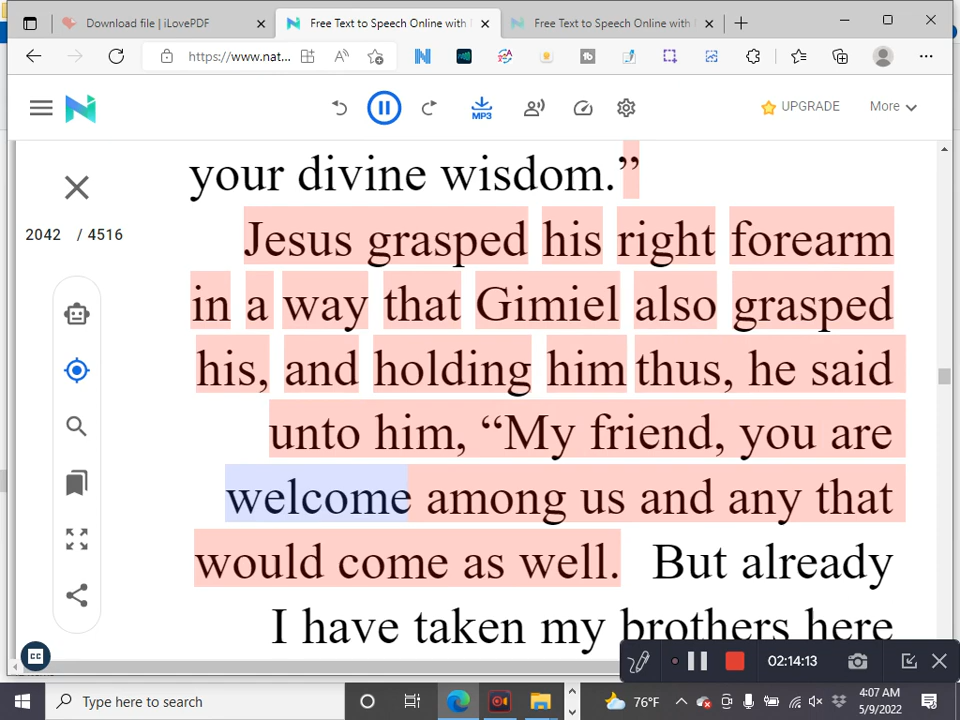 Download file | iLovePDF
Free Text to Speech Online with
Free Text to Speech Online with
https://www.nat...
MP3
UPGRADE
More
your divine wisdom.”
2042 / 4516
Jesus grasped his right forearm
in a way that Gimiel also grasped
his, and holding him thus, he said
unto him, “My friend, you are
welcome among us and any that
would come as well. But already
I have taken my brothers here
CC
02:14:13
Type here to search
76°F
4:07 AM
5/9/2022